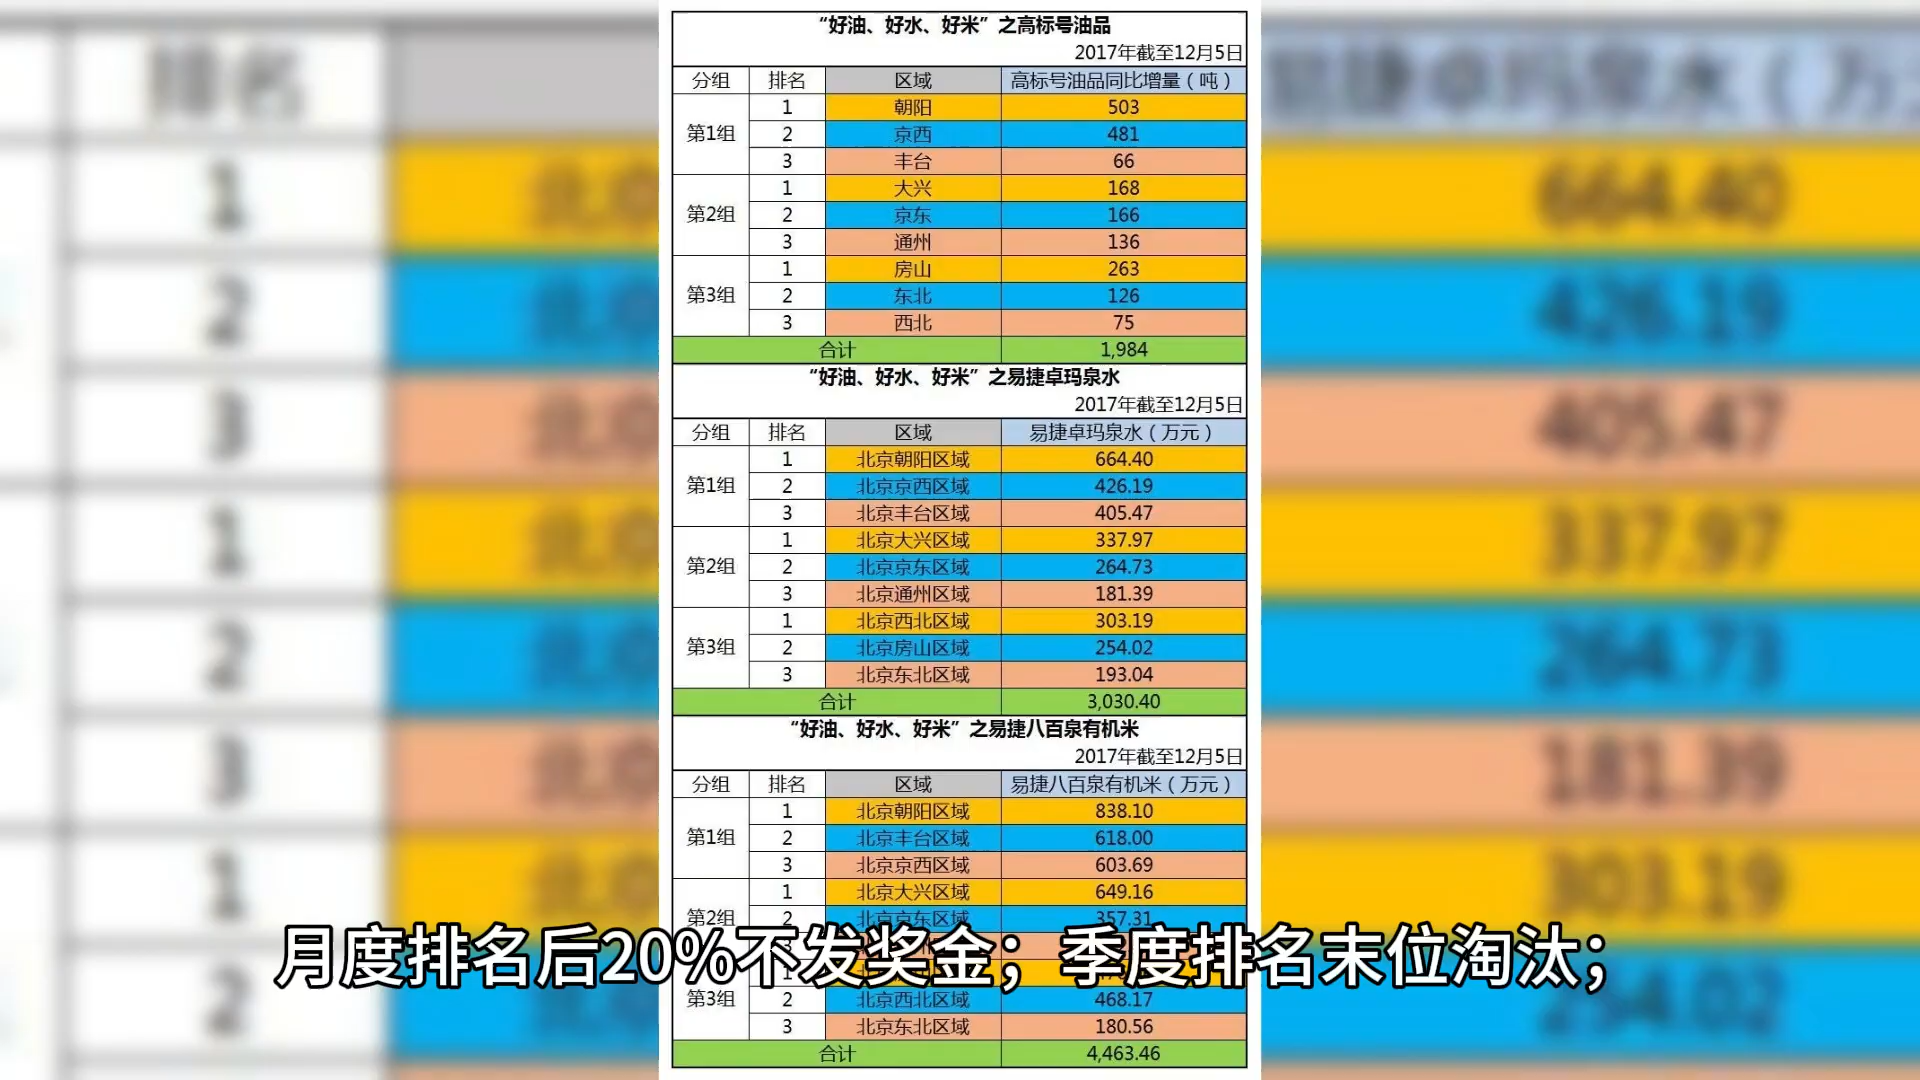 “好油、好水、好米”之高标号油品
2017年截至12月5日
分组 排名 区域 高标号油品同比增量（吨）
第1组 1 朝阳 503
2 京西 481
3 丰台 66
第2组 1 大兴 168
2 京东 166
3 通州 136
第3组 1 房山 263
2 东北 126
3 西北 75
合计 1,984
“好油、好水、好米”之易捷卓玛泉水
2017年截至12月5日
分组 排名 区域 易捷卓玛泉水（万元）
第1组 1 北京朝阳区域 664.40
2 北京京西区域 426.19
3 北京丰台区域 405.47
第2组 1 北京大兴区域 337.97
2 北京京东区域 264.73
3 北京通州区域 181.39
第3组 1 北京西北区域 303.19
2 北京房山区域 254.02
3 北京东北区域 193.04
合计 3,030.40
“好油、好水、好米”之易捷八百泉有机米
2017年截至12月5日
分组 排名 区域 易捷八百泉有机米（万元）
第1组 1 北京朝阳区域 838.10
2 北京丰台区域 618.00
3 北京京西区域 603.69
第2组 1 北京大兴区域 649.16
2 北京京东区域 357.31
3
第3组 1
2 北京西北区域 468.17
3 北京东北区域 180.56
合计 4,463.46
月度排名后20%不发奖金；季度排名末位淘汰；